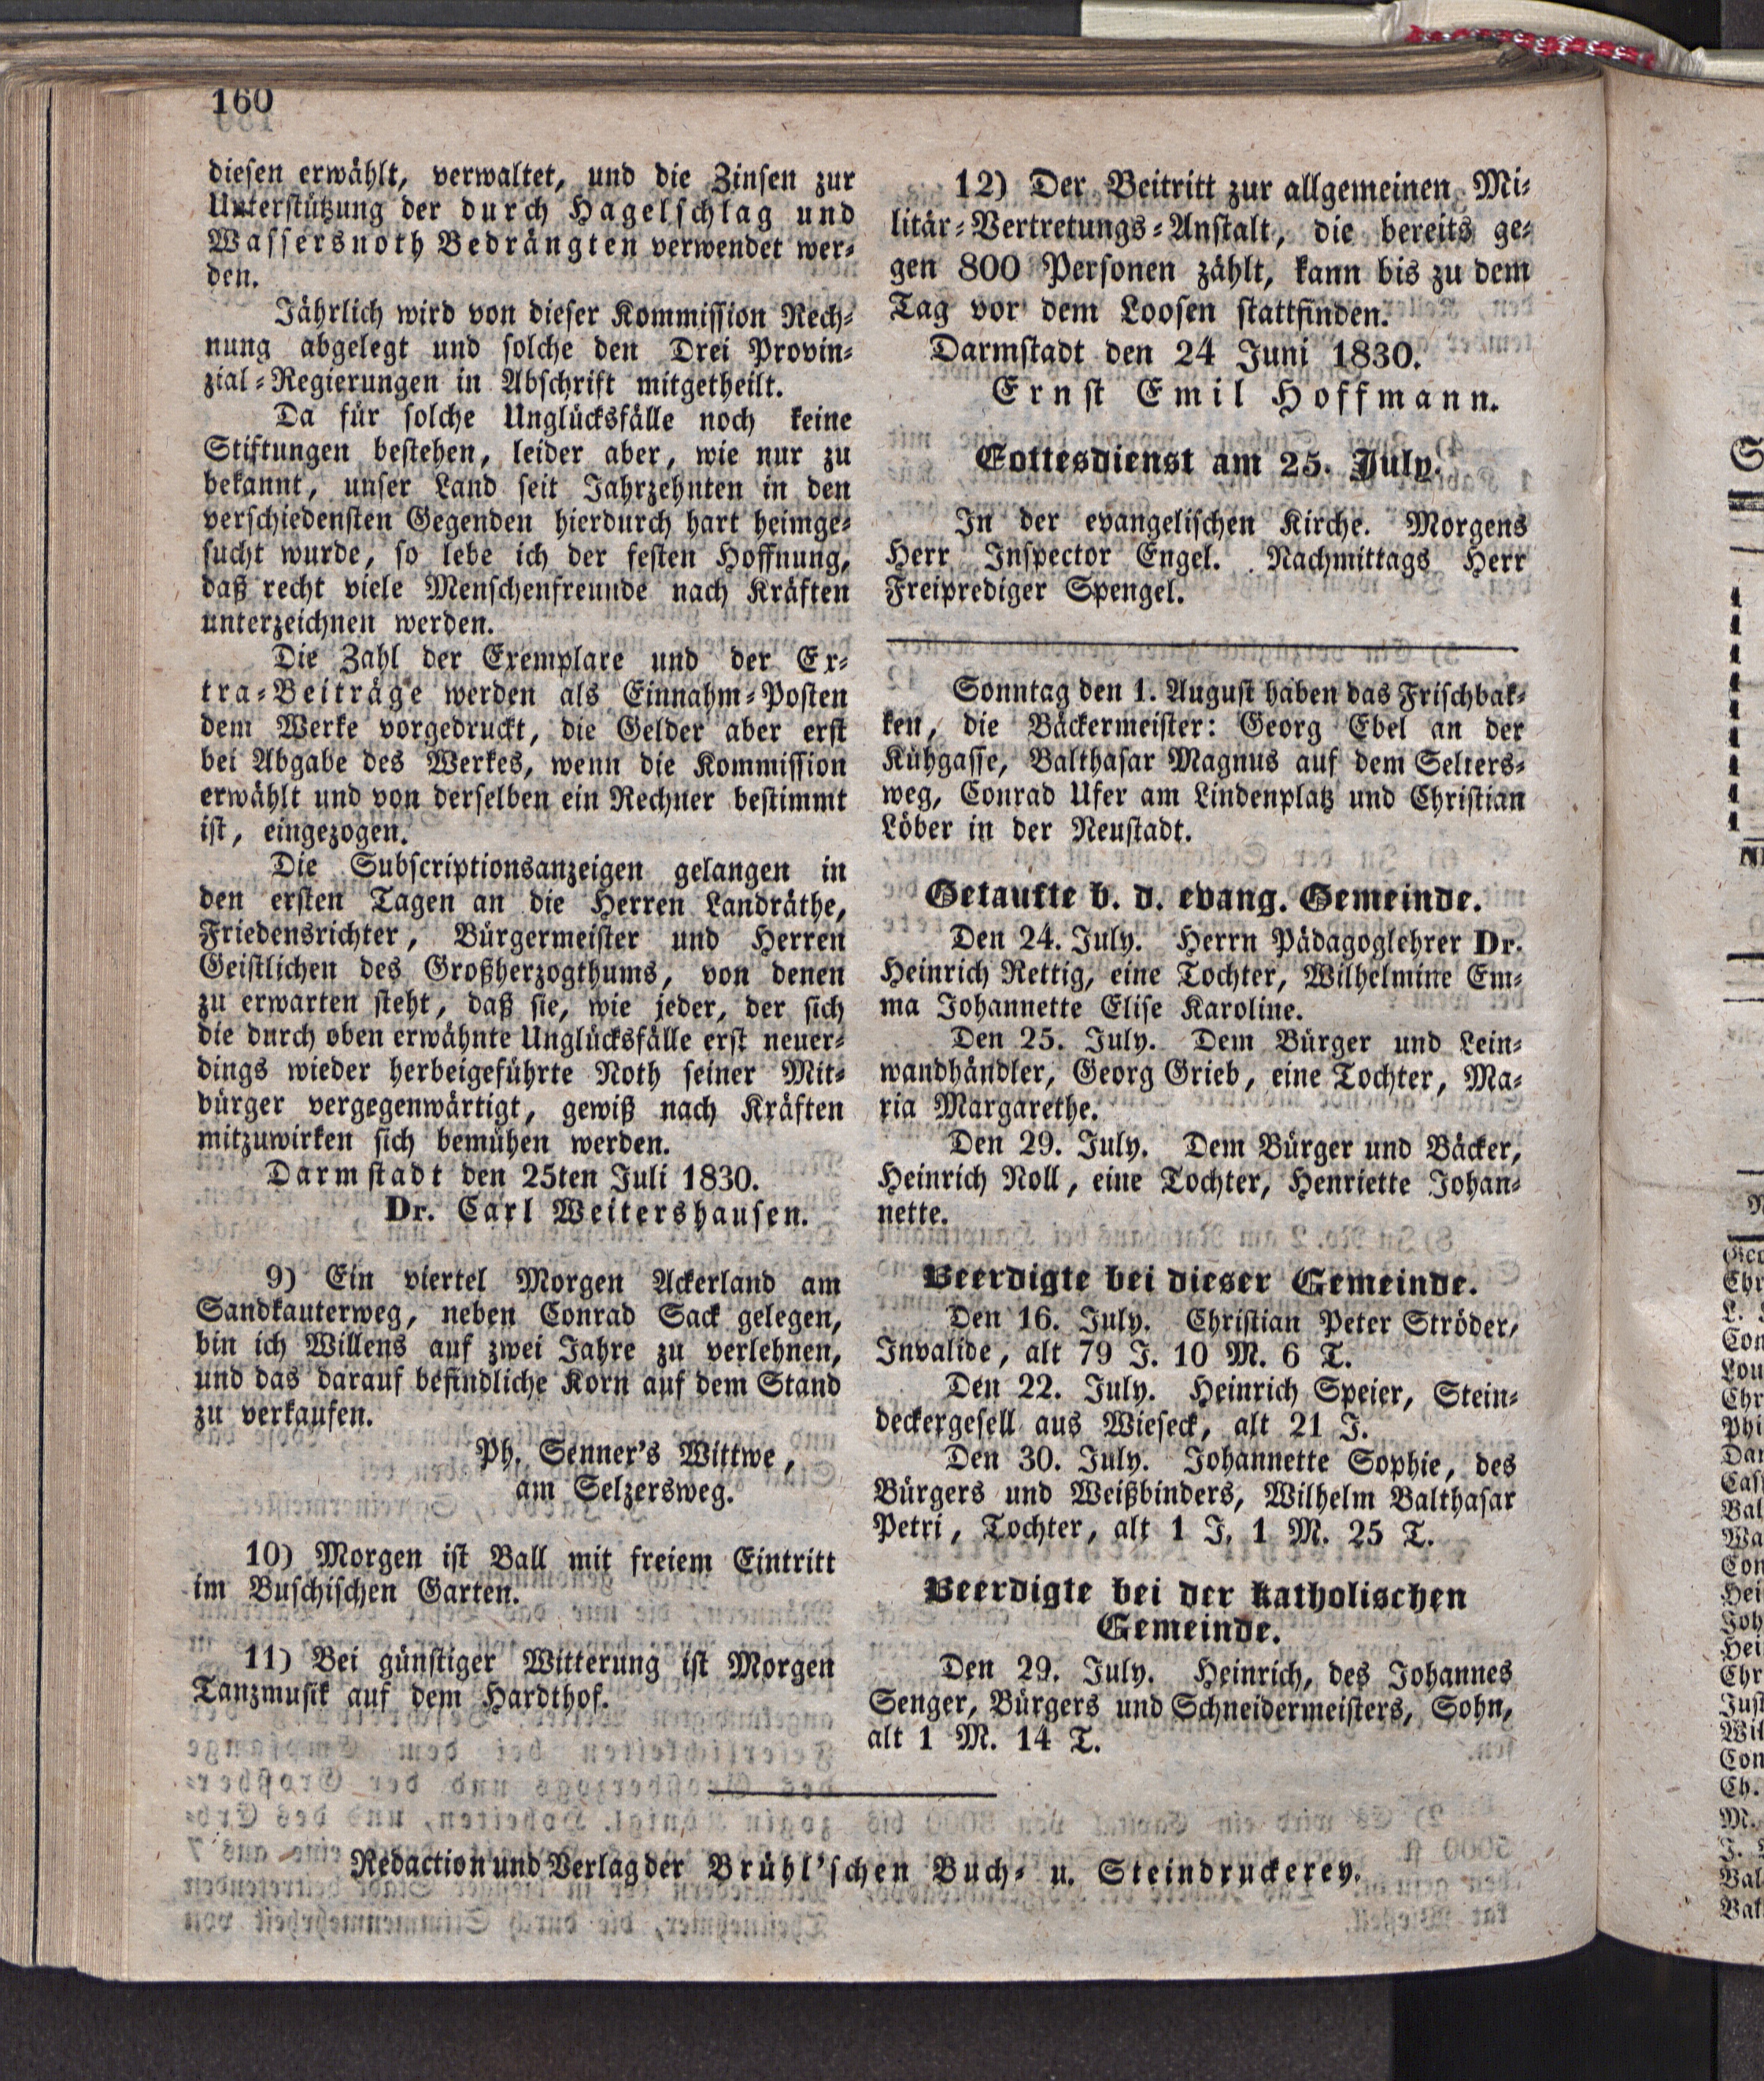 160
diesen erwählt, verwaltet, und die Zinsen zur
Unterstützung der durch Hagelschlag und
Wassersnoth Bedrängten verwendet wer-
den.
Jährlich wird von dieser Kommission Rech-
nung abgelegt und solche den Drei Provin-
zial-Regierungen in Abschrift mitgetheilt.
Da für solche Unglücksfälle noch keine
Stiftungen bestehen, leider aber, wie nur zu
bekannt, unser Land seit Jahrzehnten in den
verschiedensten Gegenden hierdurch hart heimge-
sucht wurde, so lebe ich der festen Hoffnung,
daß recht viele Menschenfreunde nach Kräften
unterzeichnen werden.
Die Zahl der Exemplare und der Ex-
tra-Beiträge werden als Einnahm-Posten
dem Werke vorgedruckt, die Gelder aber erst
bei Abgabe des Werkes, wenn die Kommission
erwählt und von derselben ein Rechner bestimmt
ist, eingezogen.
Die Subscriptionsanzeigen gelangen in
den ersten Tagen an die Herren Landräthe,
Friedensrichter, Bürgermeister und Herren
Geistlichen des Großherzogthums, von denen
zu erwarten steht, daß sie, wie jeder, der sich
die durch oben erwähnte Unglücksfälle erst neuer-
dings wieder herbeigeführte Noth seiner Mit-
bürger vergegenwärtigt, gewiß nach Kräften
mitzuwirken sich bemühen werden.
Darmstadt den 25ten Juli 1830.
Dr. Carl Weitershausen.
9) Ein viertel Morgen Ackerland am
Sandkauterweg, neben Conrad Sack gelegen,
bin ich Willens auf zwei Jahre zu verlehnen,
und das darauf befindliche Korn auf dem Stand
zu verkaufen.
Ph. Senner's Wittwe,
am Selzersweg.
10) Morgen ist Ball mit freiem Eintritt
im Buschischen Garten.
11) Bei günstiger Witterung ist Morgen
Tanzmusik auf dem Hardthof.
12) Der Beitritt zur allgemeinen Mi-
litär-Vertretungs-Anstalt, die bereits ge-
gen 800 Personen zählt, kann bis zu dem
Tag vor dem Loosen stattfinden.
Darmstadt den 24 Juni 1830.
Ernst Emil Hoffmann.
Gottesdienst am 25. July.
In der evangelischen Kirche. Morgens
Herr Inspector Engel. Nachmittags Herr
Freiprediger Spengel.
Sonntag den 1. August haben das Frischbak-
ken, die Bäckermeister: Georg Ebel an der
Kühgasse, Balthasar Magnus auf dem Selters-
weg, Conrad Ufer am Lindenplatz und Christian
Löber in der Neustadt.
Getaufte b. d. evang. Gemeinde.
Den 24. July. Herrn Pädagoglehrer Dr.
Heinrich Rettig, eine Tochter, Wilhelmine Em-
ma Johannette Elise Karoline.
Den 25. July. Dem Bürger und Lein-
wandhändler, Georg Grieb, eine Tochter, Ma-
ria Margarethe.
Den 29. July. Dem Bürger und Bäcker,
Heinrich Noll, eine Tochter, Henriette Johan-
nette.
Beerdigte bei dieser Gemeinde.
Den 16. July. Christian Peter Ströder,
Invalide, alt 79 J. 10 M. 6 T.
Den 22. July. Heinrich Speier, Stein-
deckergesell aus Wieseck, alt 21 J.
Den 30. July. Johannette Sophie, des
Bürgers und Weißbinders, Wilhelm Balthasar
Petri, Tochter, alt 1 J. 1 M. 25 T.
Beerdigte bei der katholischen
Gemeinde.
Den 29. July. Heinrich, des Johannes
Senger, Bürgers und Schneidermeisters, Sohn,
alt 1 M. 14 T.
Redaction und Verlag der Brühl'schen Buch- u. Steindruckerey.